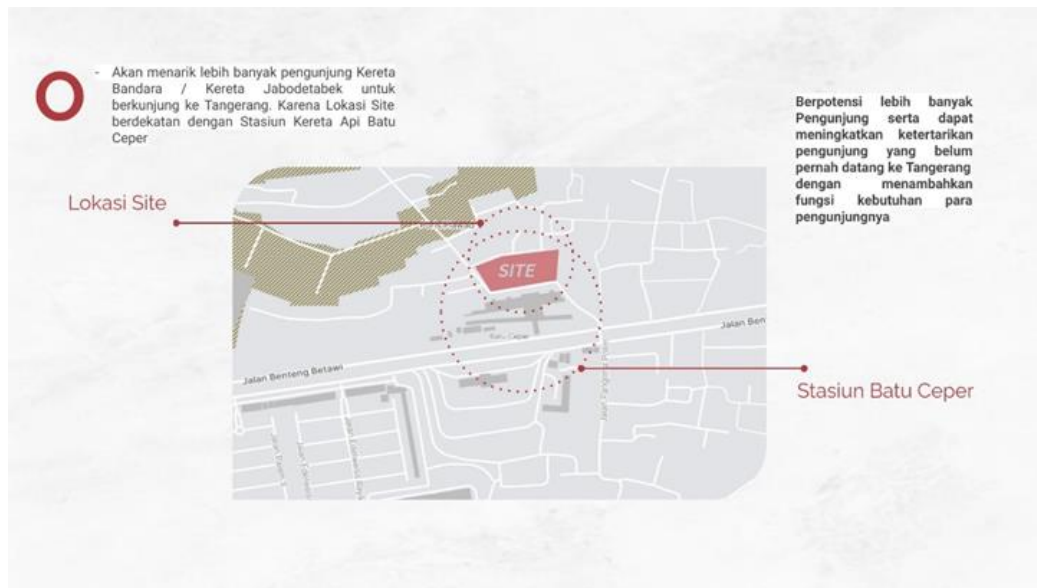 O
- Akan menarik lebih banyak pengunjung Kereta
Bandara / Kereta Jabodetabek untuk
berkunjung ke Tangerang. Karena Lokasi Site
berdekatan dengan Stasiun Kereta Api Batu
Ceper
Berpotensi lebih banyak
Pengunjung serta dapat
meningkatkan ketertarikan
pengunjung yang belum
pernah datang ke Tangerang
dengan menambahkan
fungsi kebutuhan para
pengunjungnya
Lokasi Site
SITE
Batu Ceper
Jalan Ben
Jalan Benteng Betawi
Stasiun Batu Ceper